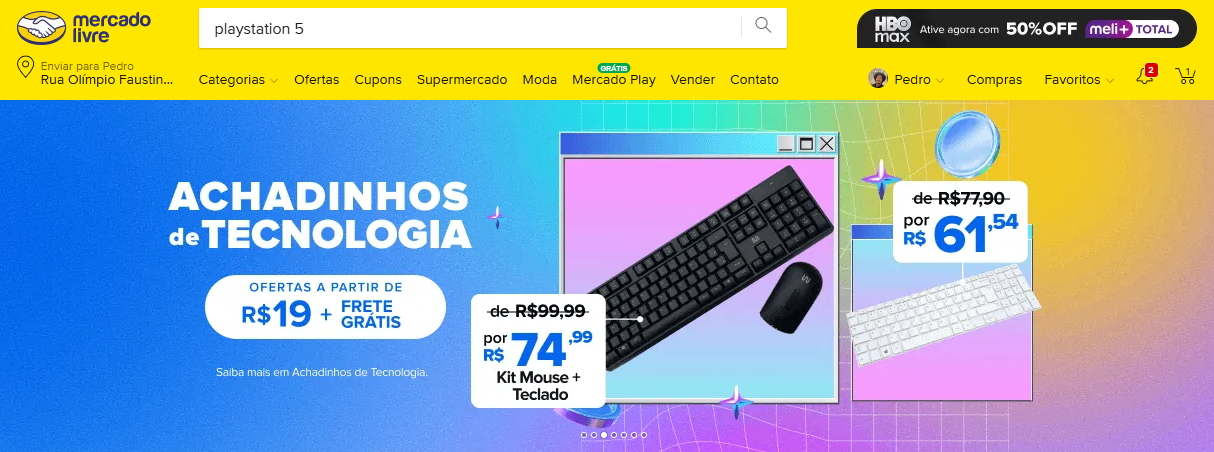 mercado
livre
playstation 5
HBO
max
Ative agora com 50%OFF meli+ TOTAL
Enviar para Pedro
Rua Olímpio Faustin...
Categorias
Ofertas
Cupons
Supermercado
Moda
GRÁTIS
Mercado Play
Vender
Contato
Pedro
Compras
Favoritos
2
1
ACHADINHOS
de TECNOLOGIA
OFERTAS A PARTIR DE
R$19 + FRETE
GRÁTIS
Saiba mais em Achadinhos de Tecnologia.
de R$99,99
por
R$ 74,99
Kit Mouse +
Teclado
de R$77,90
por
R$ 61,54